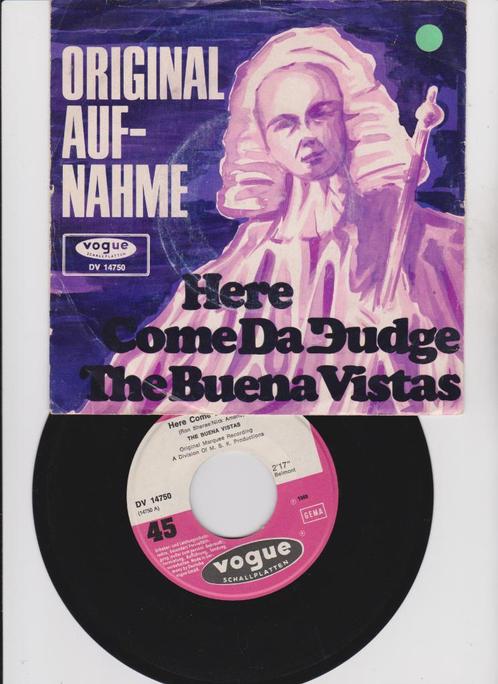 ORIGINAL
AUF-
NAHME
vogue
SCHALLPLATTEN
DV 14750
Here
Come Da Judge
The Buena Vistas
Here Come
THE BUENA VISTAS
Original Marquee Recording
A Division Of M. S. K. Productions
2'17"
Belmont
DV 14750
(14750 A)
45
℗ 1968
GEMA
vogue
SCHALLPLATTEN